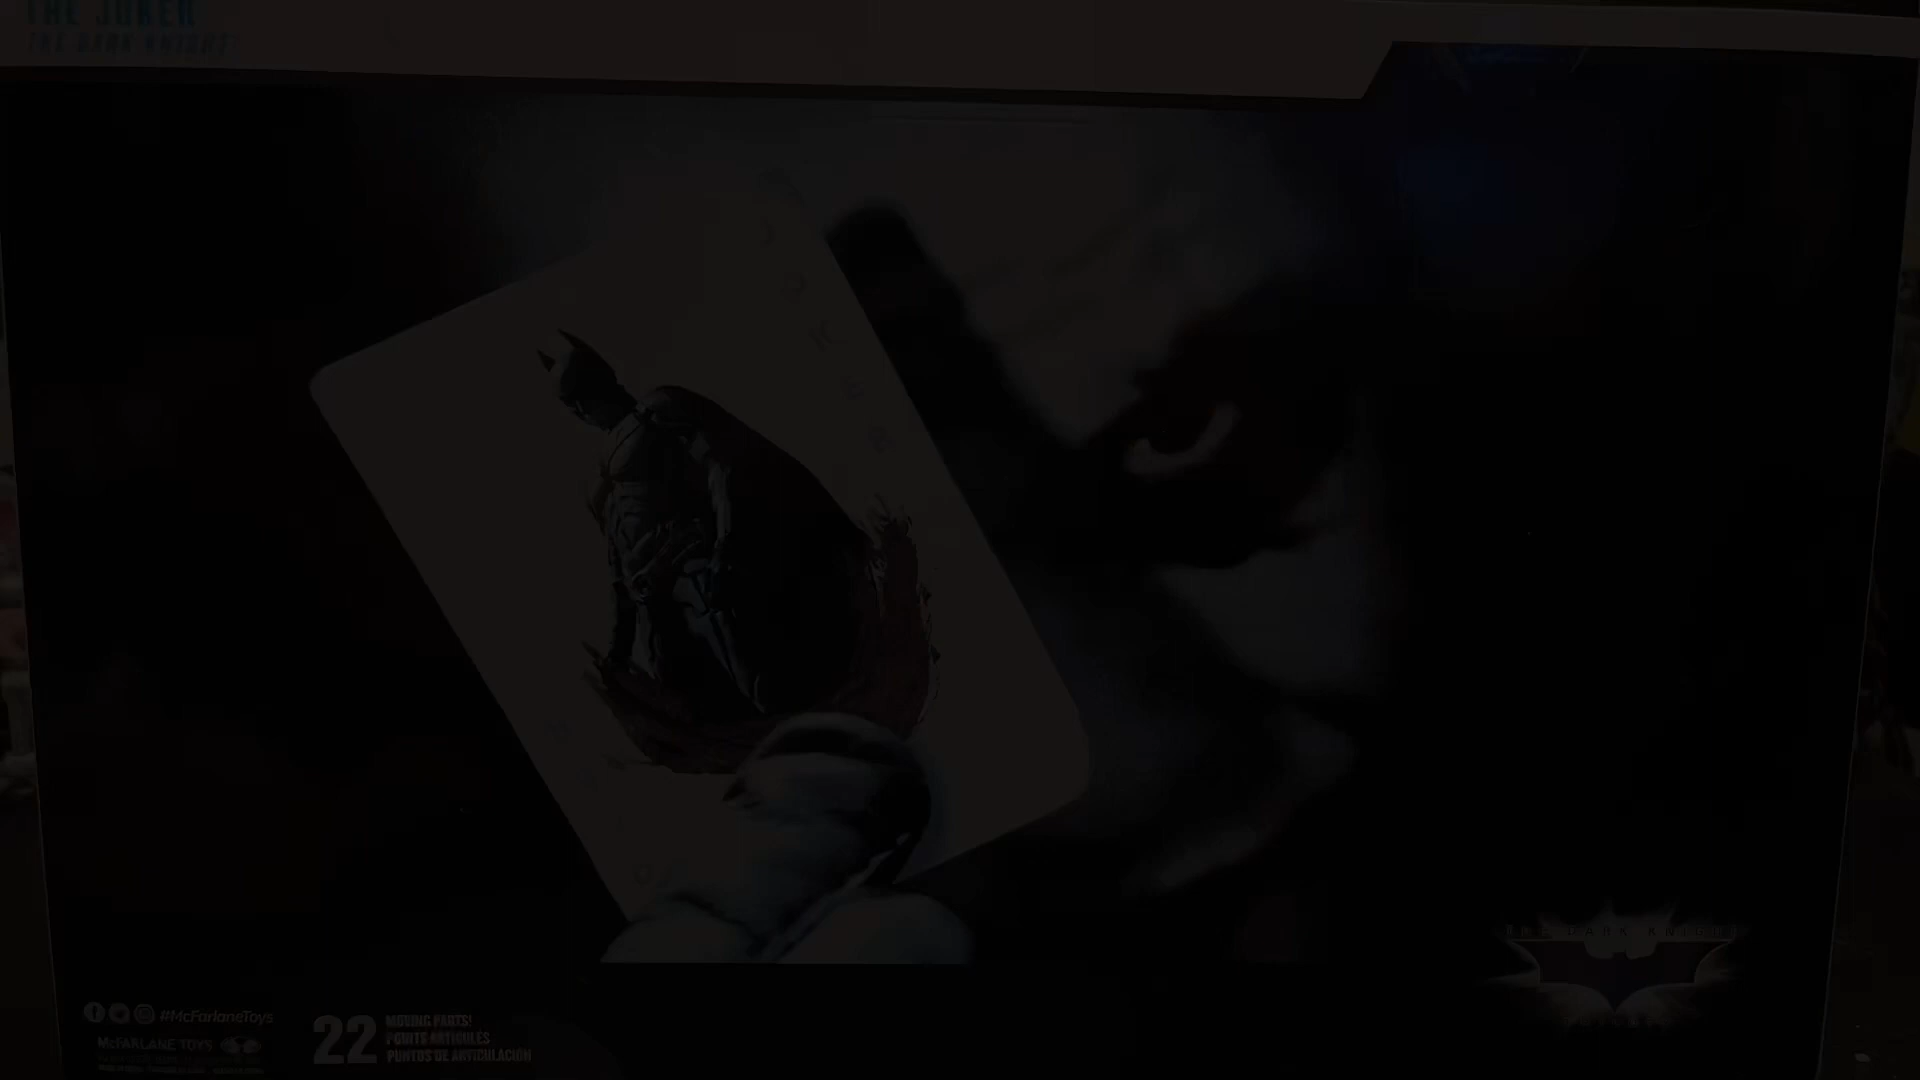 THE JOKER
THE DARK KNIGHT
J
O
K
E
R
THE DARK KNIGHT
#McFarlaneToys
McFARLANE TOYS
22
MOVING PARTS!
POINTS ARTICULÉS
PUNTOS DE ARTICULACIÓN